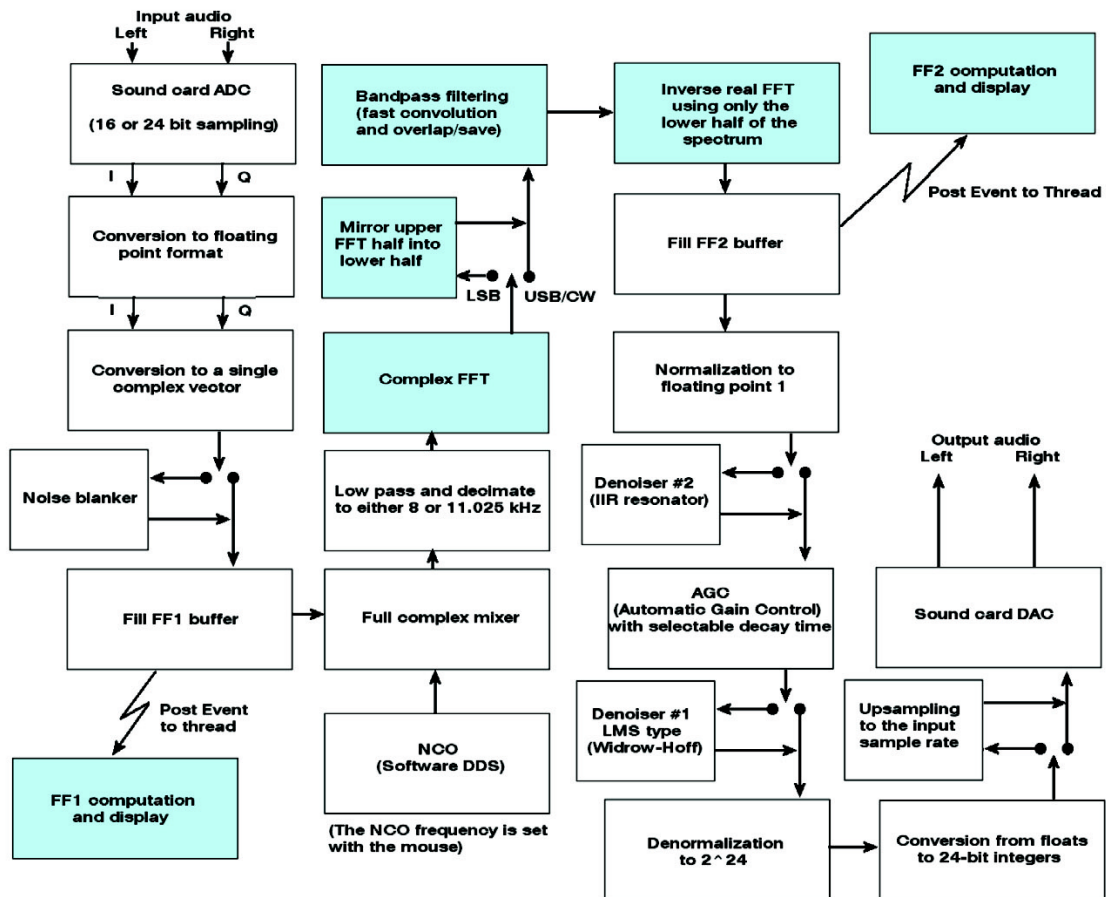 Input audio
Left Right
Sound card ADC
(16 or 24 bit sampling)
I Q
Conversion to floating
point format
I Q
Conversion to a single
complex vector
Noise blanker
Fill FF1 buffer
Post Event
to thread
FF1 computation
and display
Bandpass filtering
(fast convolution
and overlap/save)
Mirror upper
FFT half into
lower half
LSB USB/CW
Complex FFT
Low pass and decimate
to either 8 or 11.025 kHz
Full complex mixer
NCO
(Software DDS)
(The NCO frequency is set
with the mouse)
Inverse real FFT
using only the
lower half of the
spectrum
Fill FF2 buffer
FF2 computation
and display
Post Event to Thread
Normalization to
floating point 1
Denoiser #2
(IIR resonator)
AGC
(Automatic Gain Control)
with selectable decay time
Denoiser #1
LMS type
(Widrow-Hoff)
Denormalization
to 2^24
Conversion from floats
to 24-bit integers
Upsampling
to the input
sample rate
Sound card DAC
Output audio
Left Right